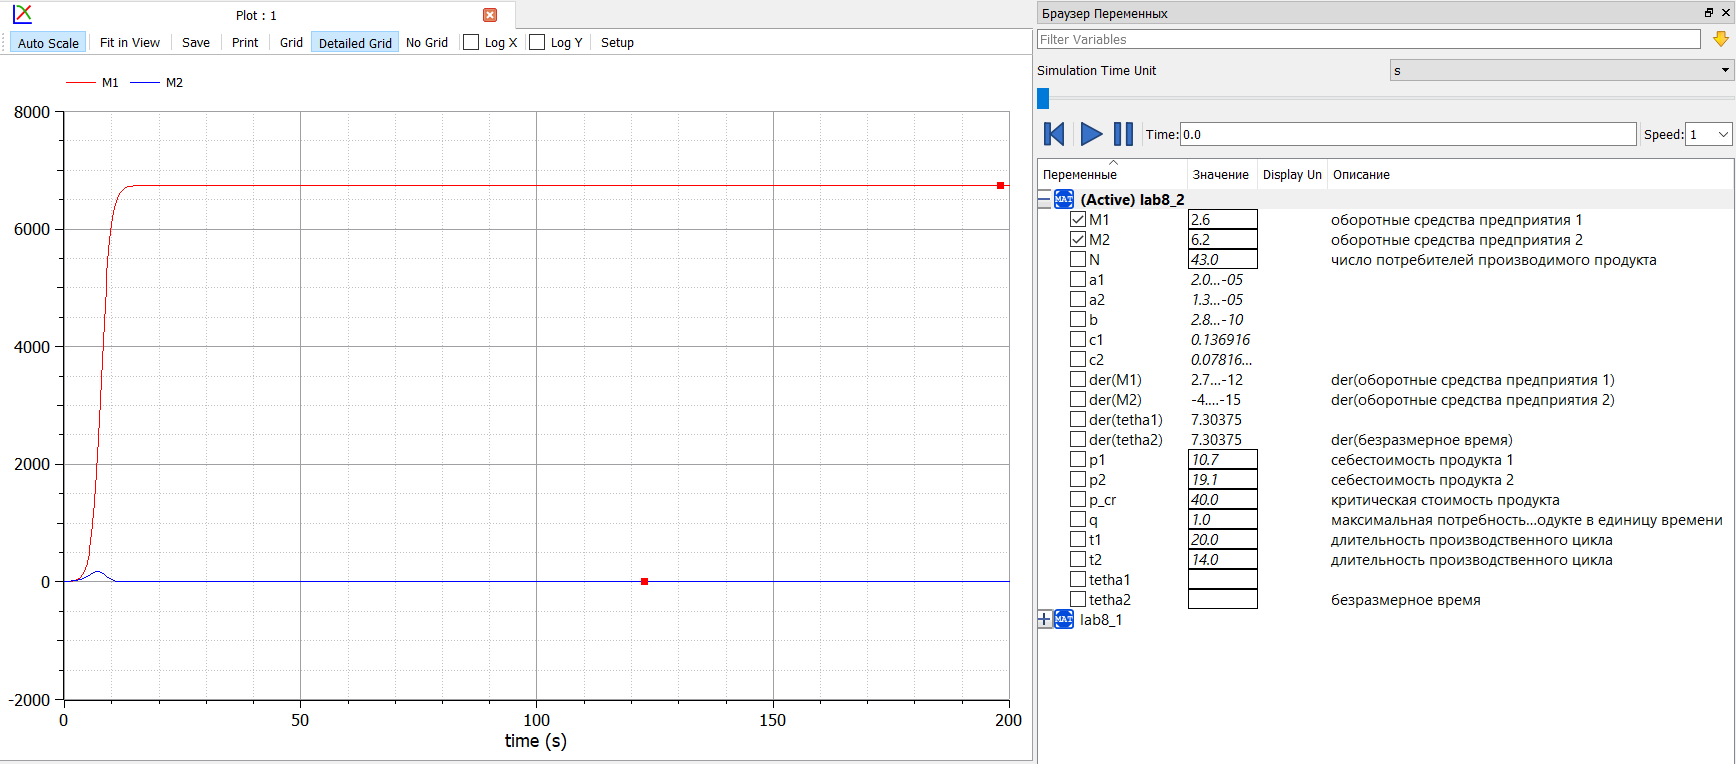 Plot : 1
Auto Scale Fit in View Save Print Grid Detailed Grid No Grid Log X Log Y Setup
M1 M2
8000
6000
4000
2000
0
-2000
0 50 100 150 200
time (s)
Браузер Переменных
Filter Variables
Simulation Time Unit s
Time: 0.0 Speed: 1
Переменные Значение Display Un Описание
MAT (Active) lab8_2
M1 2.6 оборотные средства предприятия 1
M2 6.2 оборотные средства предприятия 2
N 43.0 число потребителей производимого продукта
a1 2.0...-05
a2 1.3...-05
b 2.8...-10
c1 0.136916
c2 0.07816...
der(M1) 2.7...-12 der(оборотные средства предприятия 1)
der(M2) -4....-15 der(оборотные средства предприятия 2)
der(tetha1) 7.30375
der(tetha2) 7.30375 der(безразмерное время)
p1 10.7 себестоимость продукта 1
p2 19.1 себестоимость продукта 2
p_cr 40.0 критическая стоимость продукта
q 1.0 максимальная потребность...одукте в единицу времени
t1 20.0 длительность производственного цикла
t2 14.0 длительность производственного цикла
tetha1
tetha2 безразмерное время
MAT lab8_1